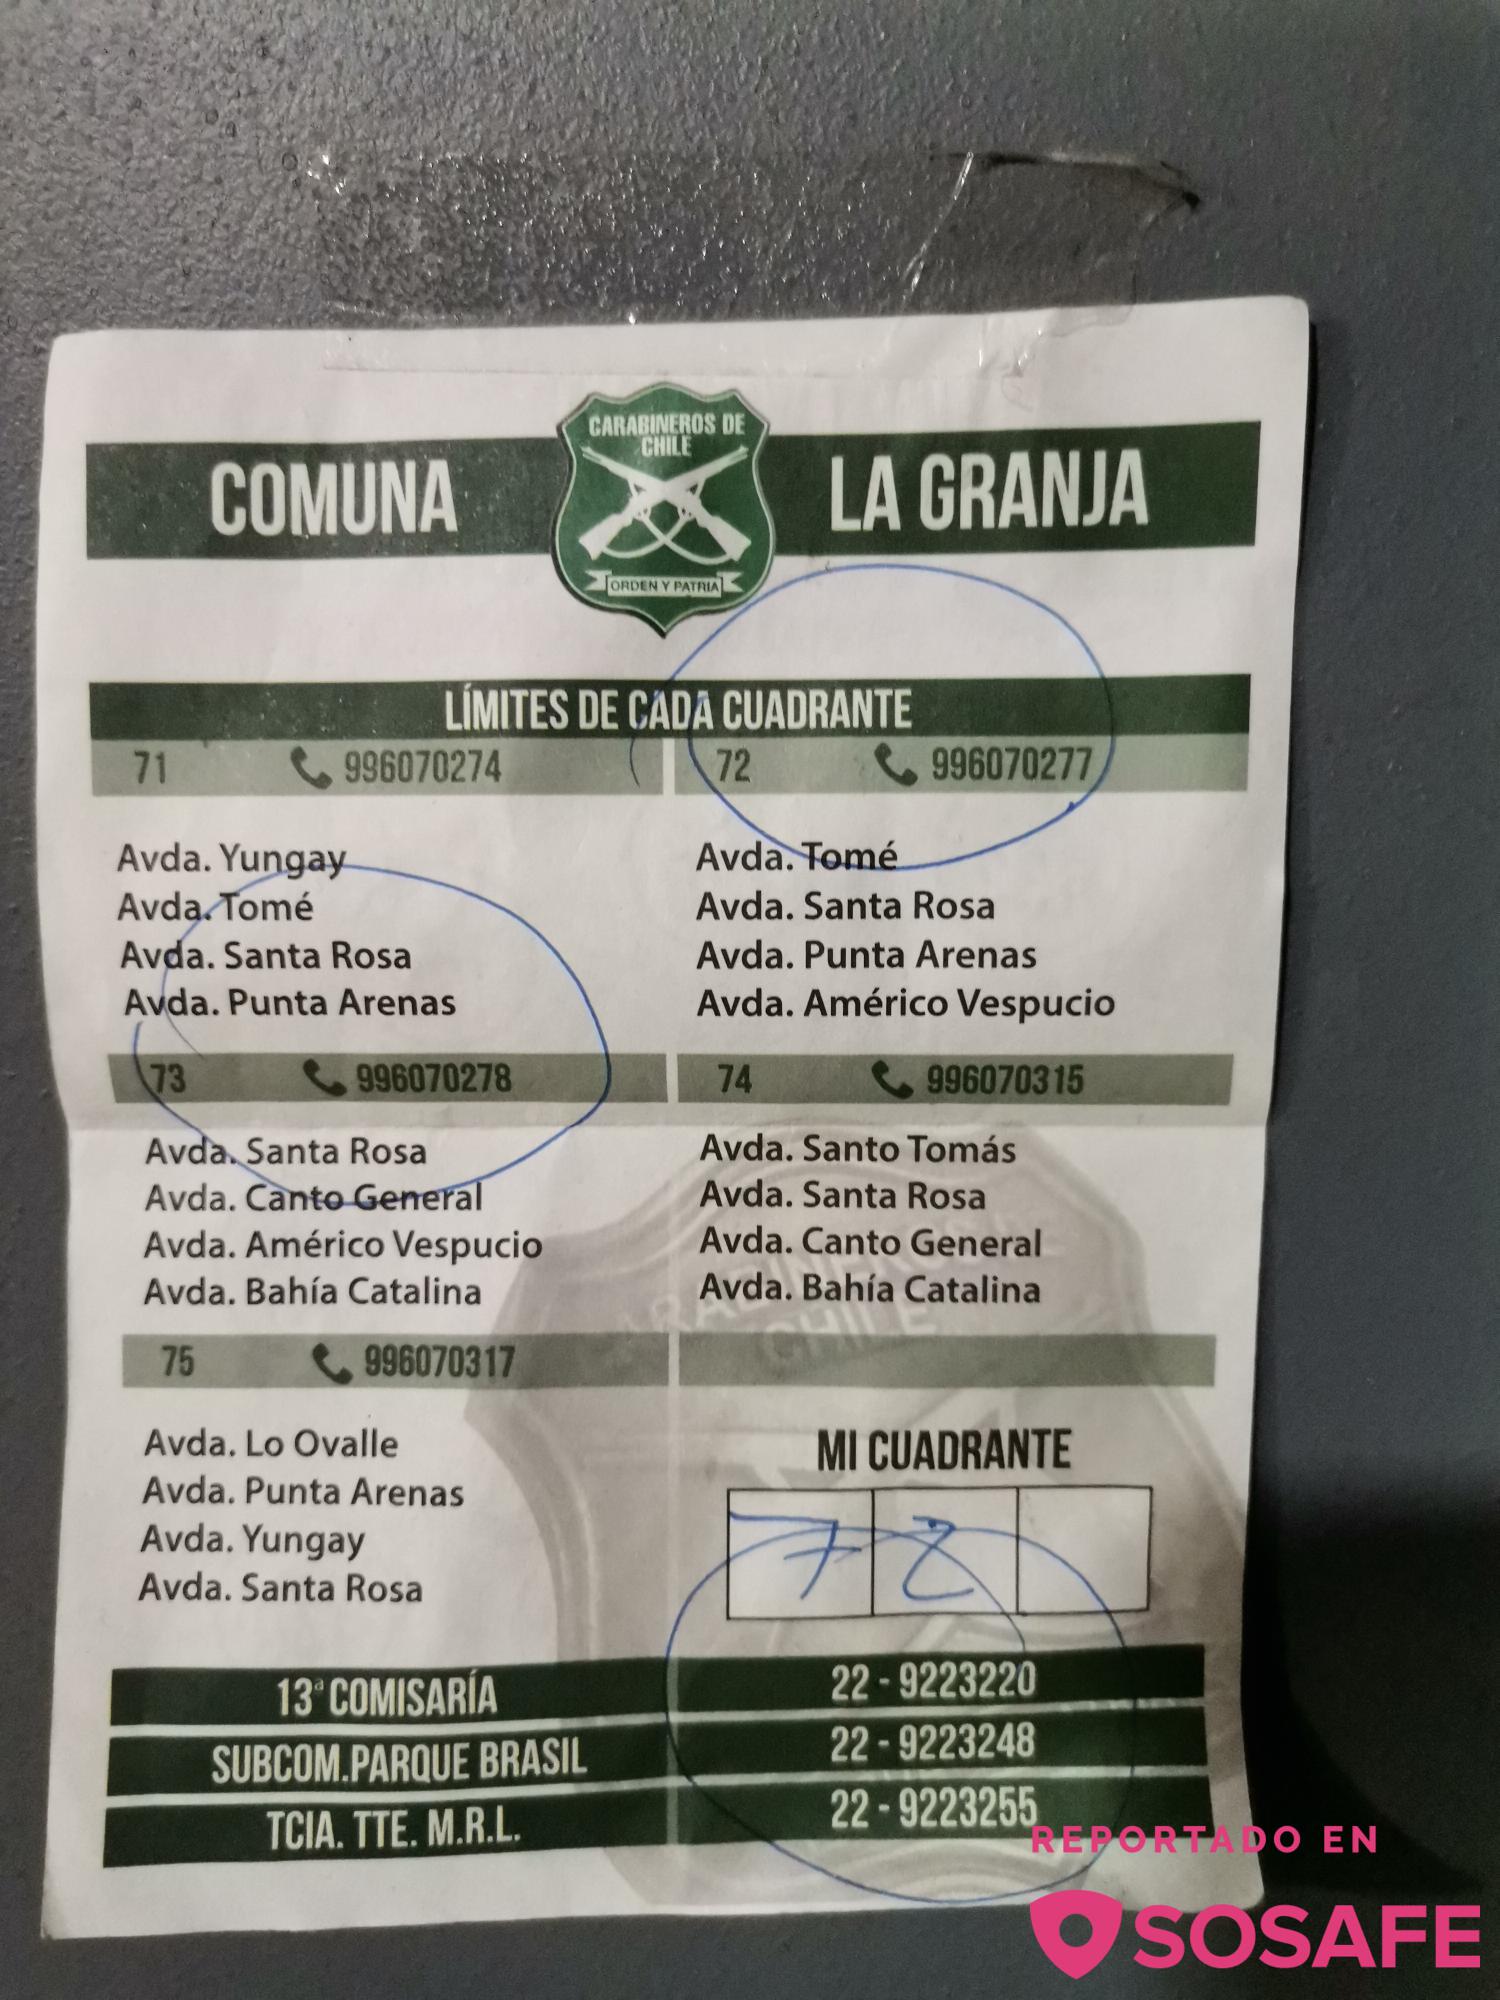 CARABINEROS DE
CHILE
ORDEN Y PATRIA
COMUNA LA GRANJA
LÍMITES DE CADA CUADRANTE
71 996070274
72 996070277
Avda. Yungay
Avda. Tomé
Avda. Santa Rosa
Avda. Punta Arenas
Avda. Tomé
Avda. Santa Rosa
Avda. Punta Arenas
Avda. Américo Vespucio
73 996070278
74 996070315
Avda. Santa Rosa
Avda. Canto General
Avda. Américo Vespucio
Avda. Bahía Catalina
Avda. Santo Tomás
Avda. Santa Rosa
Avda. Canto General
Avda. Bahía Catalina
75 996070317
Avda. Lo Ovalle
Avda. Punta Arenas
Avda. Yungay
Avda. Santa Rosa
MI CUADRANTE
72
13ª COMISARÍA 22 - 9223220
SUBCOM.PARQUE BRASIL 22 - 9223248
TCIA. TTE. M.R.L. 22 - 9223255
REPORTADO EN
SOSAFE